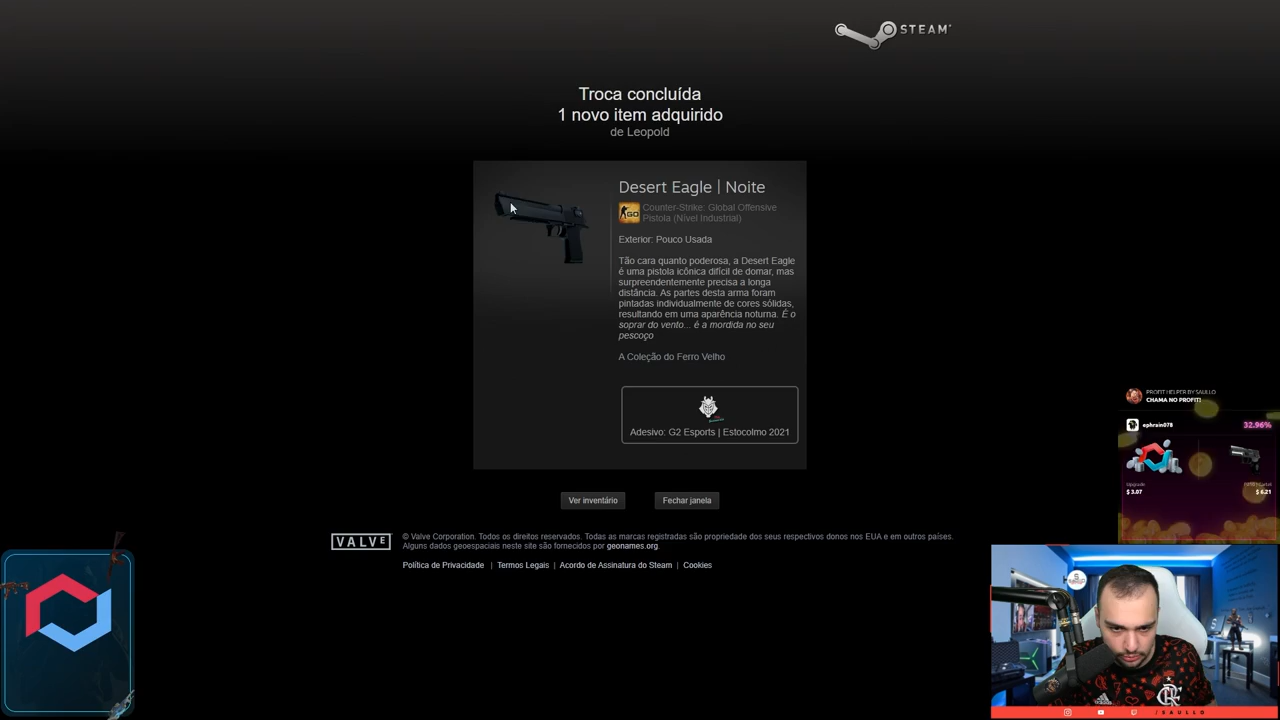 STEAM
Troca concluída
1 novo item adquirido
de Leopold
Desert Eagle | Noite
Counter-Strike: Global Offensive
Pistola (Nível Industrial)
Exterior: Pouco Usada
Tão cara quanto poderosa, a Desert Eagle
é uma pistola icônica difícil de domar, mas
surpreendentemente precisa a longa
distância. As partes desta arma foram
pintadas individualmente de cores sólidas,
resultando em uma aparência noturna. É o
soprar do vento... é a mordida no seu
pescoço
A Coleção do Ferro Velho
Adesivo: G2 Esports | Estocolmo 2021
Ver inventário
Fechar janela
VALVE
© Valve Corporation. Todos os direitos reservados. Todas as marcas registradas são propriedade dos seus respectivos donos nos EUA e em outros países.
Alguns dados geoespaciais neste site são fornecidos por geonames.org.
Política de Privacidade | Termos Legais | Acordo de Assinatura do Steam | Cookies
PROFIT HELPER BY SAULLO
CHAMA NO PROFIT!
ephrain078 32.96%
Upgrade
$ 3.07
$ 6.21
/SAULLO